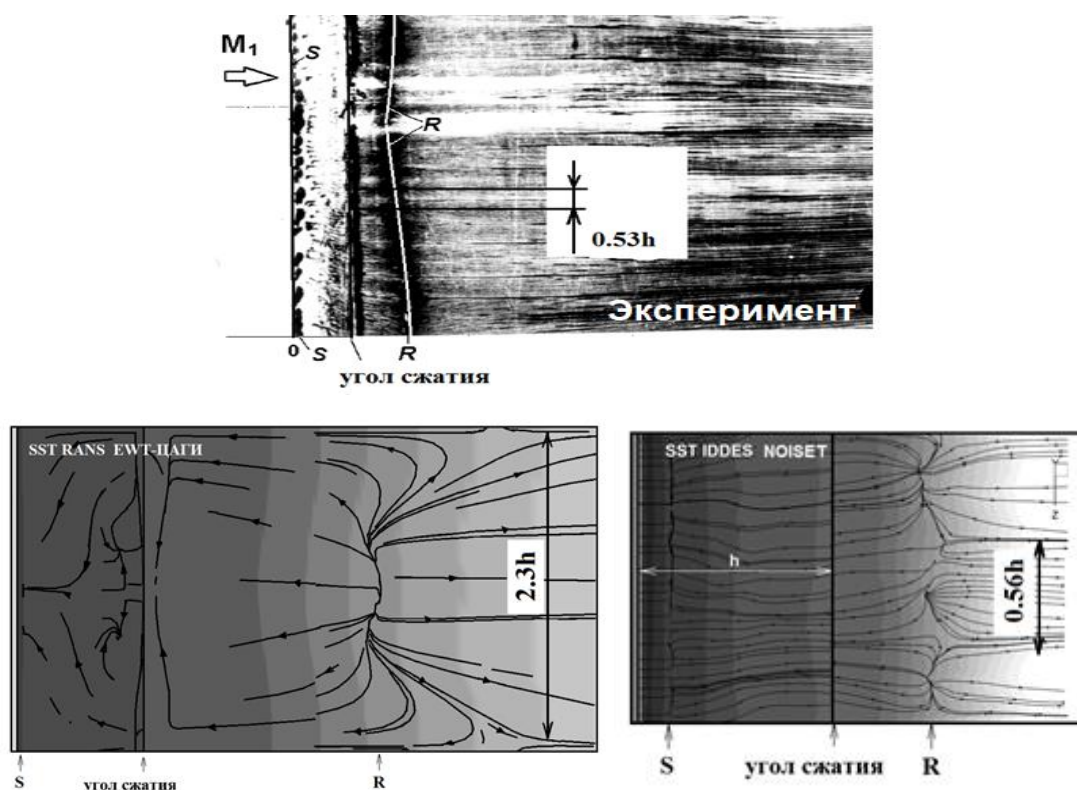 M₁
S
R
0.53h
Эксперимент
0 S R
угол сжатия
SST RANS EWT-ЦАГИ
2.3h
S угол сжатия R
SST IDDES NOISET
Y
Z
h
0.56h
S угол сжатия R